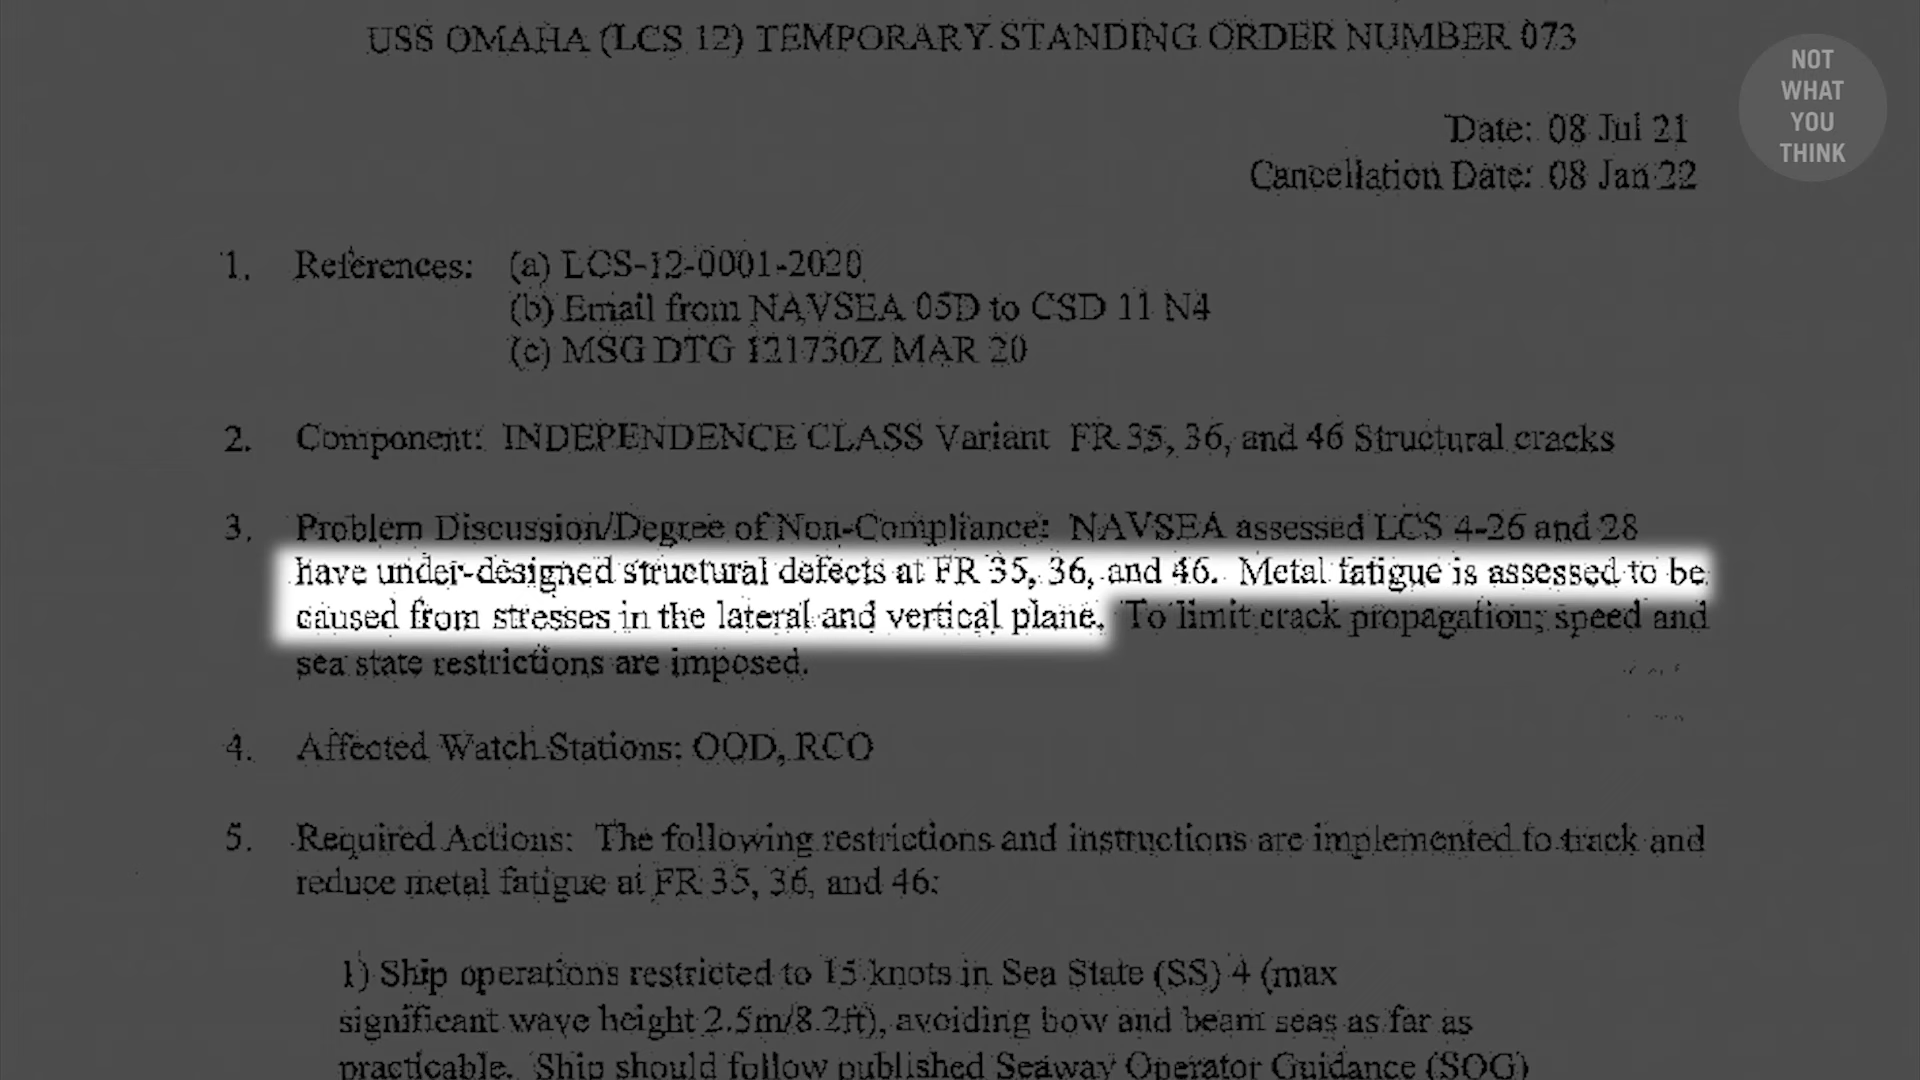 USS OMAHA (LCS 12) TEMPORARY STANDING ORDER NUMBER 073
NOT
WHAT
YOU
THINK
Date: 08 Jul 21
Cancellation Date: 08 Jan 22
1. References: (a) LCS-12-0001-2020
(b) Email from NAVSEA 05D to CSD 11 N4
(c) MSG DTG 121730Z MAR 20
2. Component: INDEPENDENCE CLASS Variant FR 35, 36, and 46 Structural cracks
3. Problem Discussion/Degree of Non-Compliance: NAVSEA assessed LCS 4-26 and 28
have under-designed structural defects at FR 35, 36, and 46. Metal fatigue is assessed to be
caused from stresses in the lateral and vertical plane. To limit crack propagation; speed and
sea state restrictions are imposed.
4. Affected Watch Stations: OOD, RCO
5. Required Actions: The following restrictions and instructions are implemented to track and
reduce metal fatigue at FR 35, 36, and 46:
1) Ship operations restricted to 15 knots in Sea State (SS) 4 (max
significant wave height 2.5m/8.2ft), avoiding bow and beam seas as far as
practicable. Ship should follow published Seaway Operator Guidance (SOG)